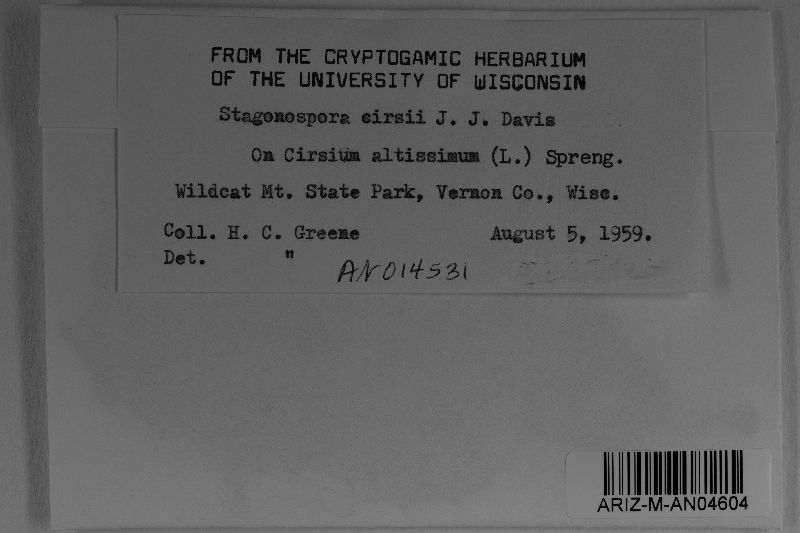 FROM THE CRYPTOGAMIC HERBARIUM
OF THE UNIVERSITY OF WISCONSIN
Stagonospora cirsii J. J. Davis
On Cirsium altissimum (L.) Spreng.
Wildcat Mt. State Park, Vernon Co., Wisc.
Coll. H. C. Greene August 5, 1959.
Det. "
AN014531
ARIZ-M-AN04604